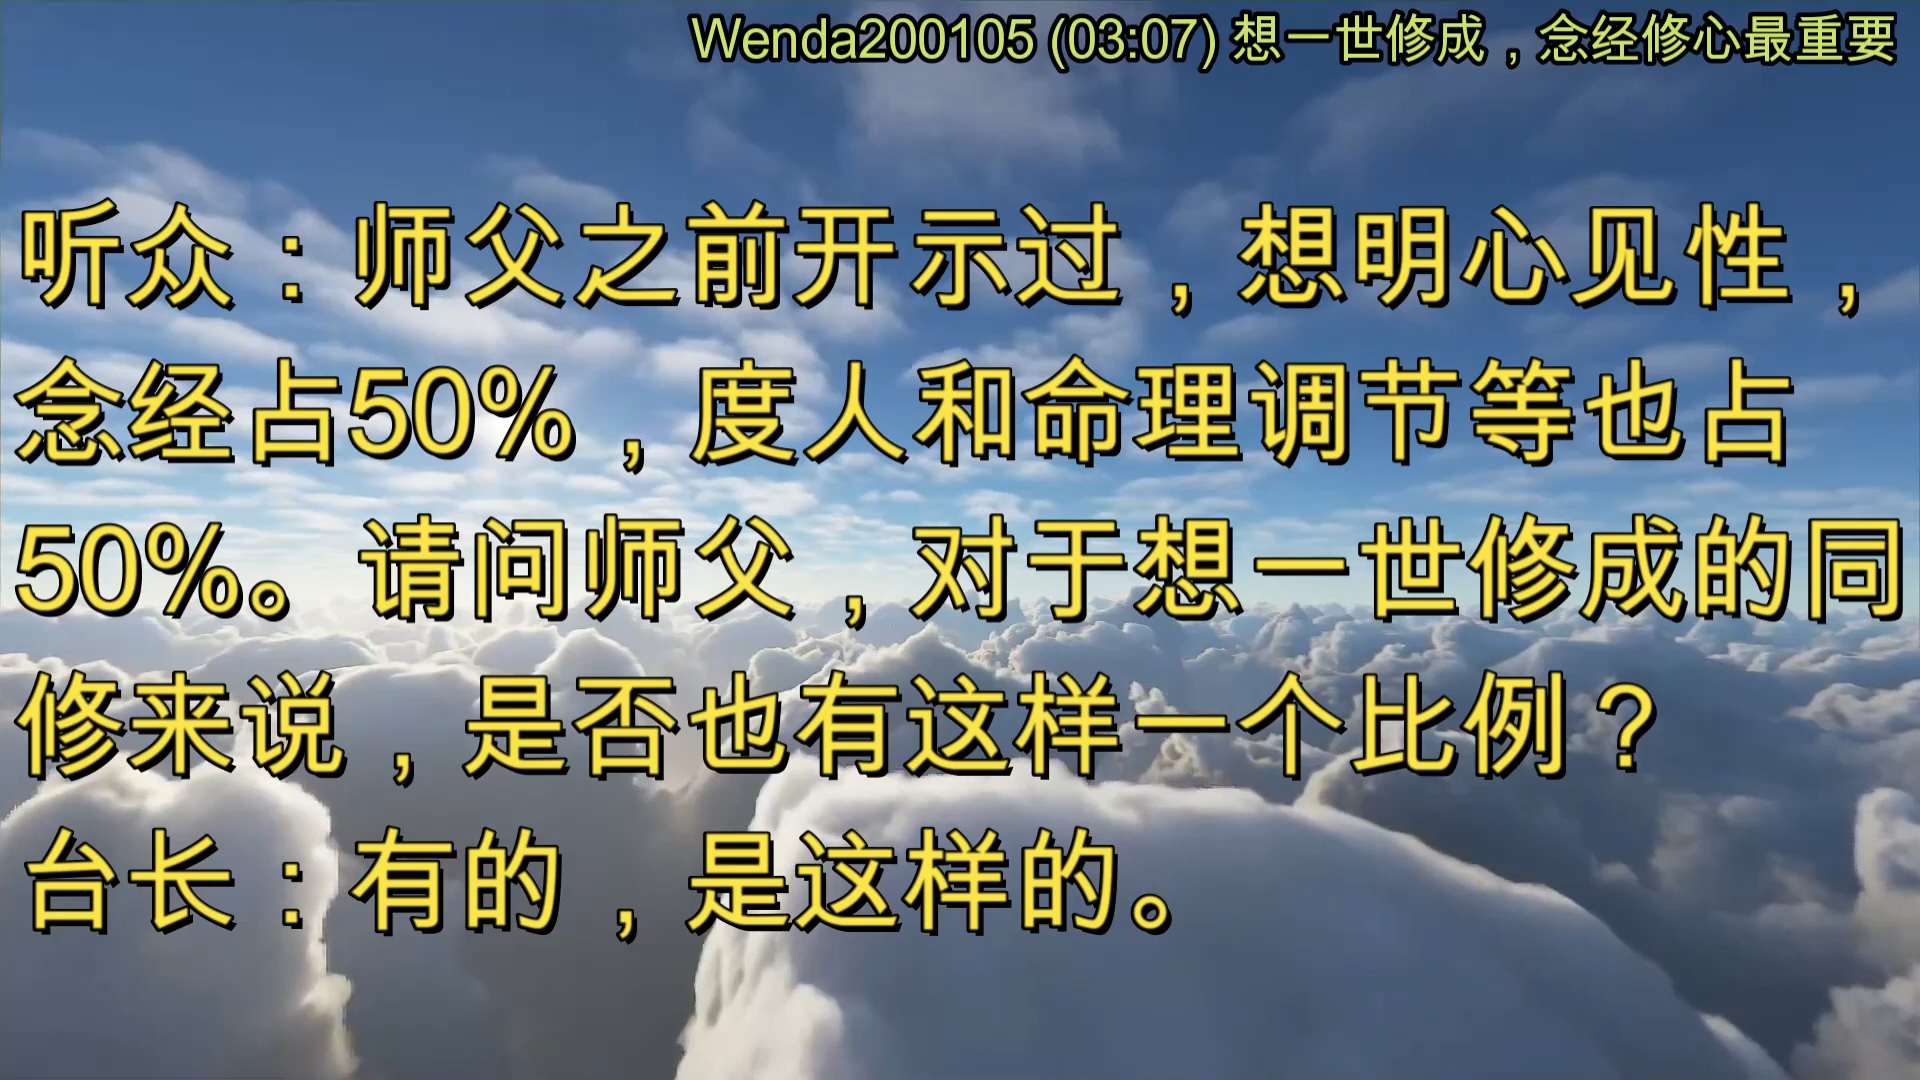 Wenda200105 (03:07) 想一世修成，念经修心最重要
听众：师父之前开示过，想明心见性，
念经占50%，度人和命理调节等也占
50%。请问师父，对于想一世修成的同
修来说，是否也有这样一个比例？
台长：有的，是这样的。